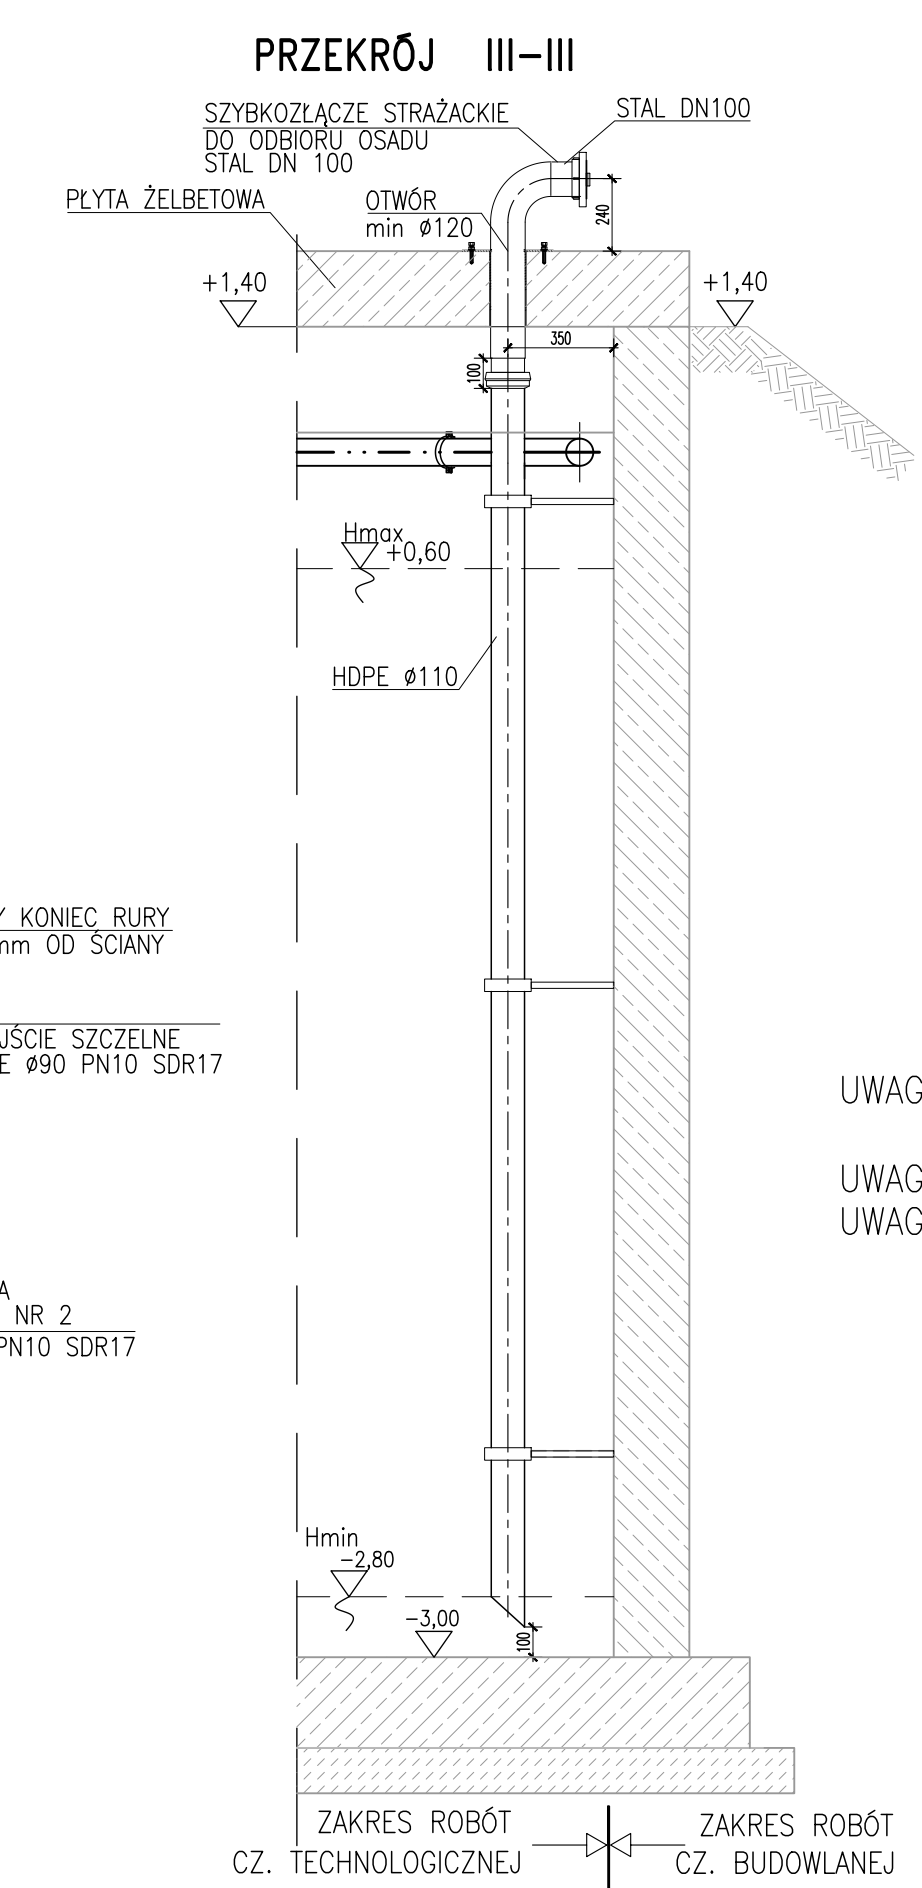 PRZEKRÓJ III-III
SZYBKOZŁĄCZE STRAŻACKIE
DO ODBIORU OSADU
STAL DN 100
STAL DN100
PŁYTA ŻELBETOWA
OTWÓR
min ø120
240
+1,40
+1,40
350
100
Hmax
+0,60
HDPE ø110
KONIEC RURY
mm OD ŚCIANY
JŚCIE SZCZELNE
E ø90 PN10 SDR17
UWAG
UWAG
UWAG
A
NR 2
PN10 SDR17
Hmin
-2,80
-3,00
100
ZAKRES ROBÓT
CZ. TECHNOLOGICZNEJ
ZAKRES ROBÓT
CZ. BUDOWLANEJ